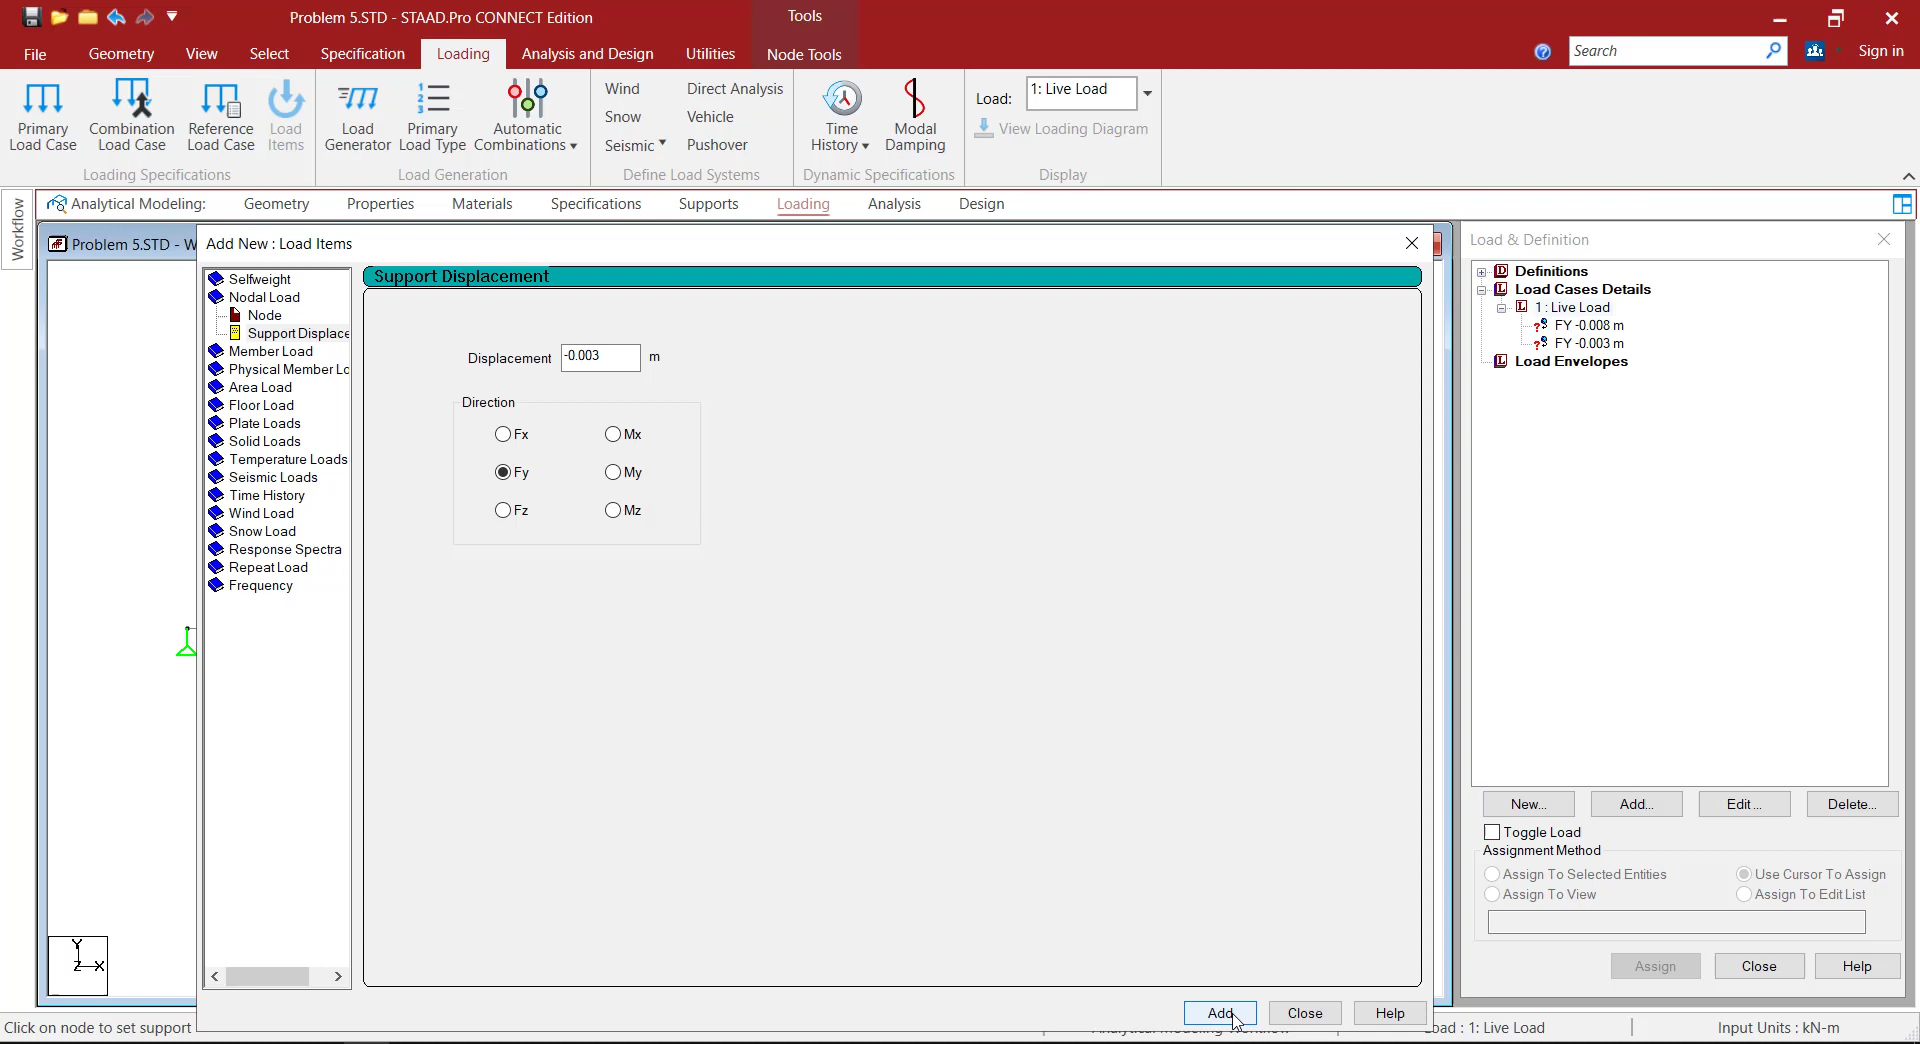 Problem 5.STD - STAAD.Pro CONNECT Edition
Tools
File Geometry View Select Specification Loading Analysis and Design Utilities Node Tools
Search
Sign in
Primary Load Case
Combination Load Case
Reference Load Case
Load Items
Loading Specifications
Load Generator
Primary Load Type
Automatic Combinations
Load Generation
Wind Direct Analysis
Snow Vehicle
Seismic Pushover
Define Load Systems
Time History
Modal Damping
Dynamic Specifications
Load: 1: Live Load
View Loading Diagram
Display
Workflow
Analytical Modeling: Geometry Properties Materials Specifications Supports Loading Analysis Design
Problem 5.STD - W
Add New : Load Items
Selfweight
Nodal Load
Node
Support Displace
Member Load
Physical Member Lo
Area Load
Floor Load
Plate Loads
Solid Loads
Temperature Loads
Seismic Loads
Time History
Wind Load
Snow Load
Response Spectra
Repeat Load
Frequency
Support Displacement
Displacement -0.003 m
Direction
Fx Mx
Fy My
Fz Mz
Add Close Help
Y
Z X
Load & Definition
Definitions
Load Cases Details
1 : Live Load
FY -0.008 m
FY -0.003 m
Load Envelopes
New... Add... Edit ... Delete...
Toggle Load
Assignment Method
Assign To Selected Entities Use Cursor To Assign
Assign To View Assign To Edit List
Assign Close Help
Click on node to set support
oad : 1: Live Load
Input Units : kN-m